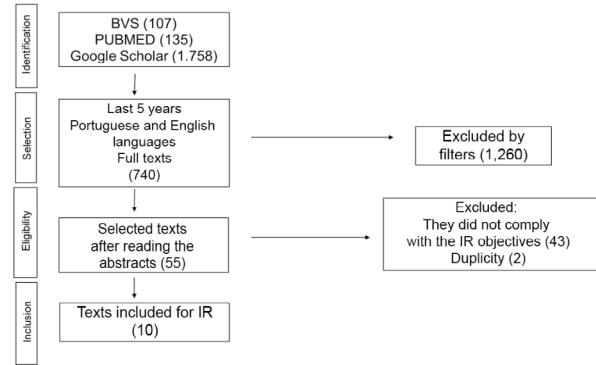 Identification
BVS (107)
PUBMED (135)
Google Scholar (1.758)
Selection
Last 5 years
Portuguese and English
languages
Full texts
(740)
Excluded by
filters (1,260)
Eligibility
Selected texts
after reading the
abstracts (55)
Excluded:
They did not comply
with the IR objectives (43)
Duplicity (2)
Inclusion
Texts included for IR
(10)